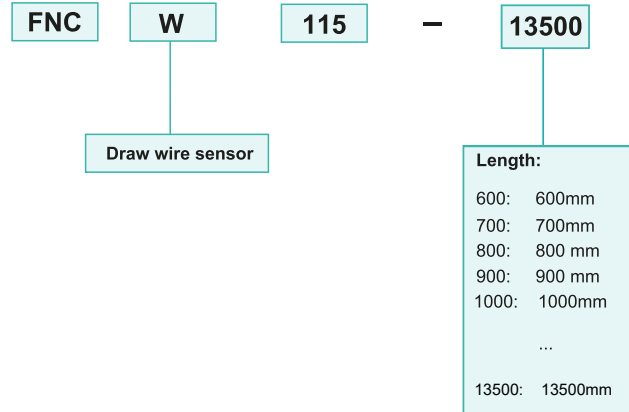 FNC W 115 – 13500
Draw wire sensor
Length:
600: 600mm
700: 700mm
800: 800 mm
900: 900 mm
1000: 1000mm
...
13500: 13500mm